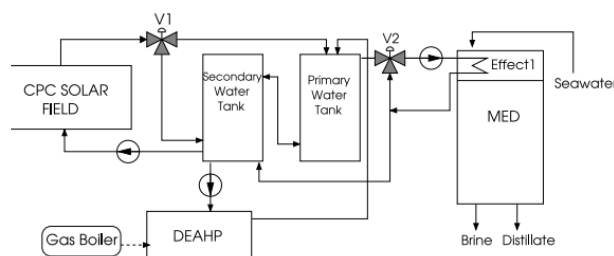 V1
V2
CPC SOLAR
FIELD
Secondary
Water
Tank
Primary
Water
Tank
Effect1
Seawater
MED
Gas Boiler
DEAHP
Brine
Distillate